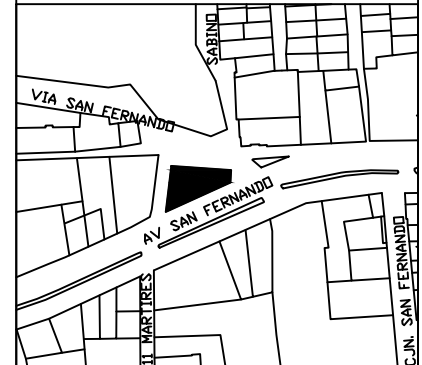 SABINO
VIA SAN FERNANDO
AV SAN FERNANDO
11 MARTIRES
CJN. SAN FERNANDO